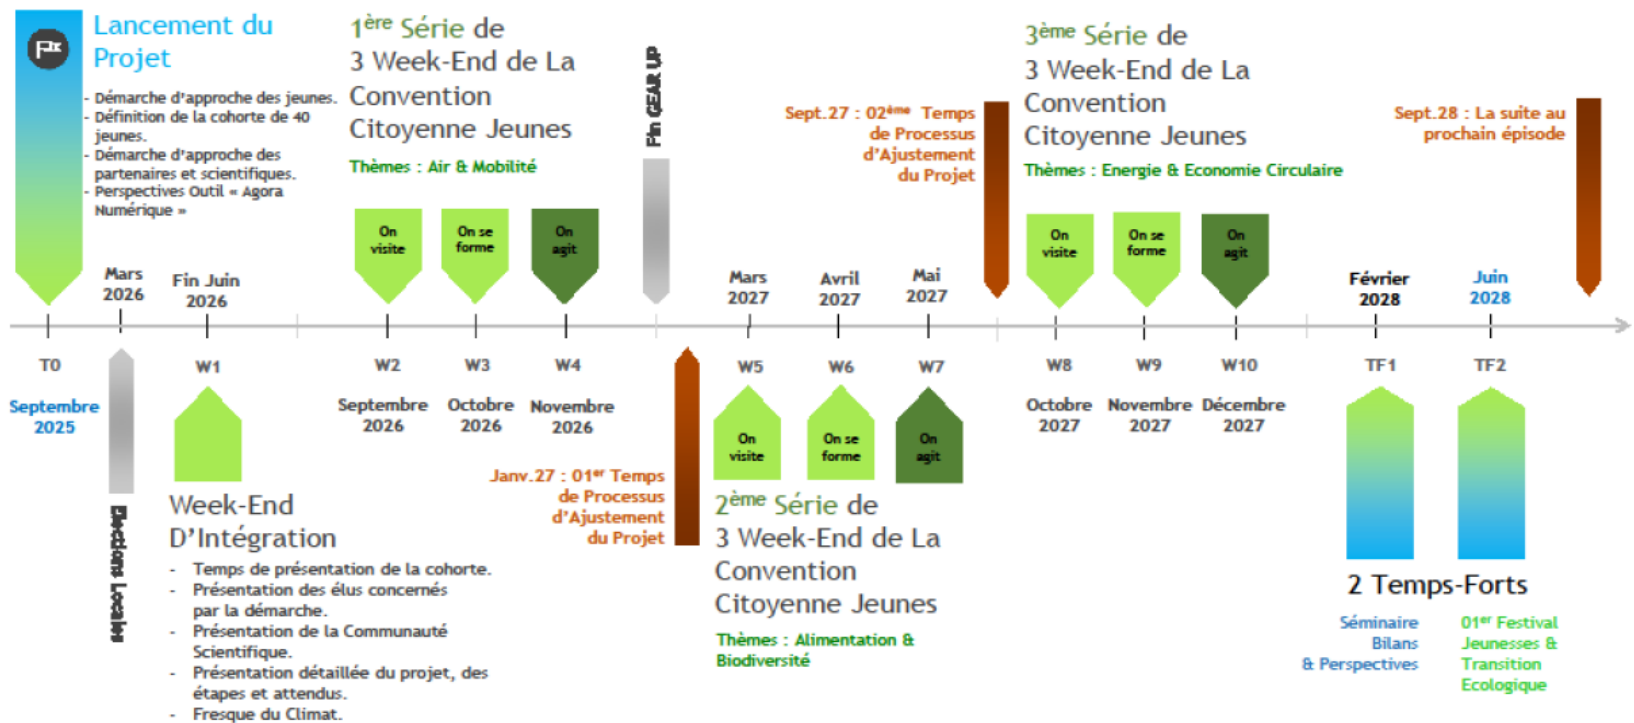 Lancement du
Projet
- Démarche d'approche des jeunes.
- Définition de la cohorte de 40
jeunes.
- Démarche d'approche des
partenaires et scientifiques.
- Perspectives Outil « Agora
Numérique »
1ère Série de
3 Week-End de La
Convention
Citoyenne Jeunes
Thèmes : Air & Mobilité
On
visite
On se
forme
On
agit
Fin GEAR UP
Sept.27 : 02ème Temps
de Processus
d'Ajustement
du Projet
3ème Série de
3 Week-End de La
Convention
Citoyenne Jeunes
Thèmes : Energie & Economie Circulaire
On
visite
On se
forme
On
agit
Sept.28 : La suite au
prochain épisode
Mars
2026
Fin Juin
2026
Mars
2027
Avril
2027
Mai
2027
Février
2028
Juin
2028
T0
W1
W2
W3
W4
W5
W6
W7
W8
W9
W10
TF1
TF2
Septembre
2025
Septembre
2026
Octobre
2026
Novembre
2026
Octobre
2027
Novembre
2027
Décembre
2027
Elections Locales
Week-End
D'Intégration
- Temps de présentation de la cohorte.
- Présentation des élus concernés
par la démarche.
- Présentation de la Communauté
Scientifique.
- Présentation détaillée du projet, des
étapes et attendus.
- Fresque du Climat.
Janv.27 : 01er Temps
de Processus
d'Ajustement
du Projet
On
visite
On se
forme
On
agit
2ème Série de
3 Week-End de La
Convention
Citoyenne Jeunes
Thèmes : Alimentation &
Biodiversité
2 Temps-Forts
Séminaire
Bilans
& Perspectives
01er Festival
Jeunesses &
Transition
Ecologique